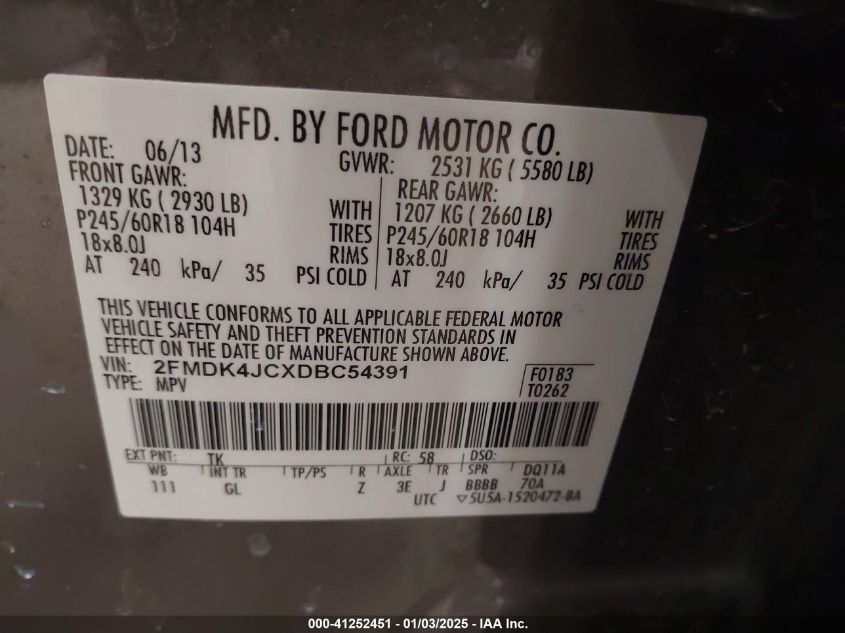 MFD. BY FORD MOTOR CO.
DATE: 06/13 GVWR: 2531 KG ( 5580 LB)
FRONT GAWR: REAR GAWR:
1329 KG ( 2930 LB) WITH 1207 KG ( 2660 LB) WITH
P245/60R18 104H TIRES P245/60R18 104H TIRES
18x8.0J RIMS 18x8.0J RIMS
AT 240 kPa/ 35 PSI COLD AT 240 kPa/ 35 PSI COLD
THIS VEHICLE CONFORMS TO ALL APPLICABLE FEDERAL MOTOR
VEHICLE SAFETY AND THEFT PREVENTION STANDARDS IN
EFFECT ON THE DATE OF MANUFACTURE SHOWN ABOVE.
VIN: 2FMDK4JCXDBC54391 F0183
TYPE: MPV T0262
EXT PNT: TK RC: 58 DSO:
WB INT TR TP/PS R AXLE TR SPR DQ11A
111 GL Z 3E J BBBB 70A
UTC ▽5U5A-1520472-BA
000-41252451 - 01/03/2025 - IAA Inc.